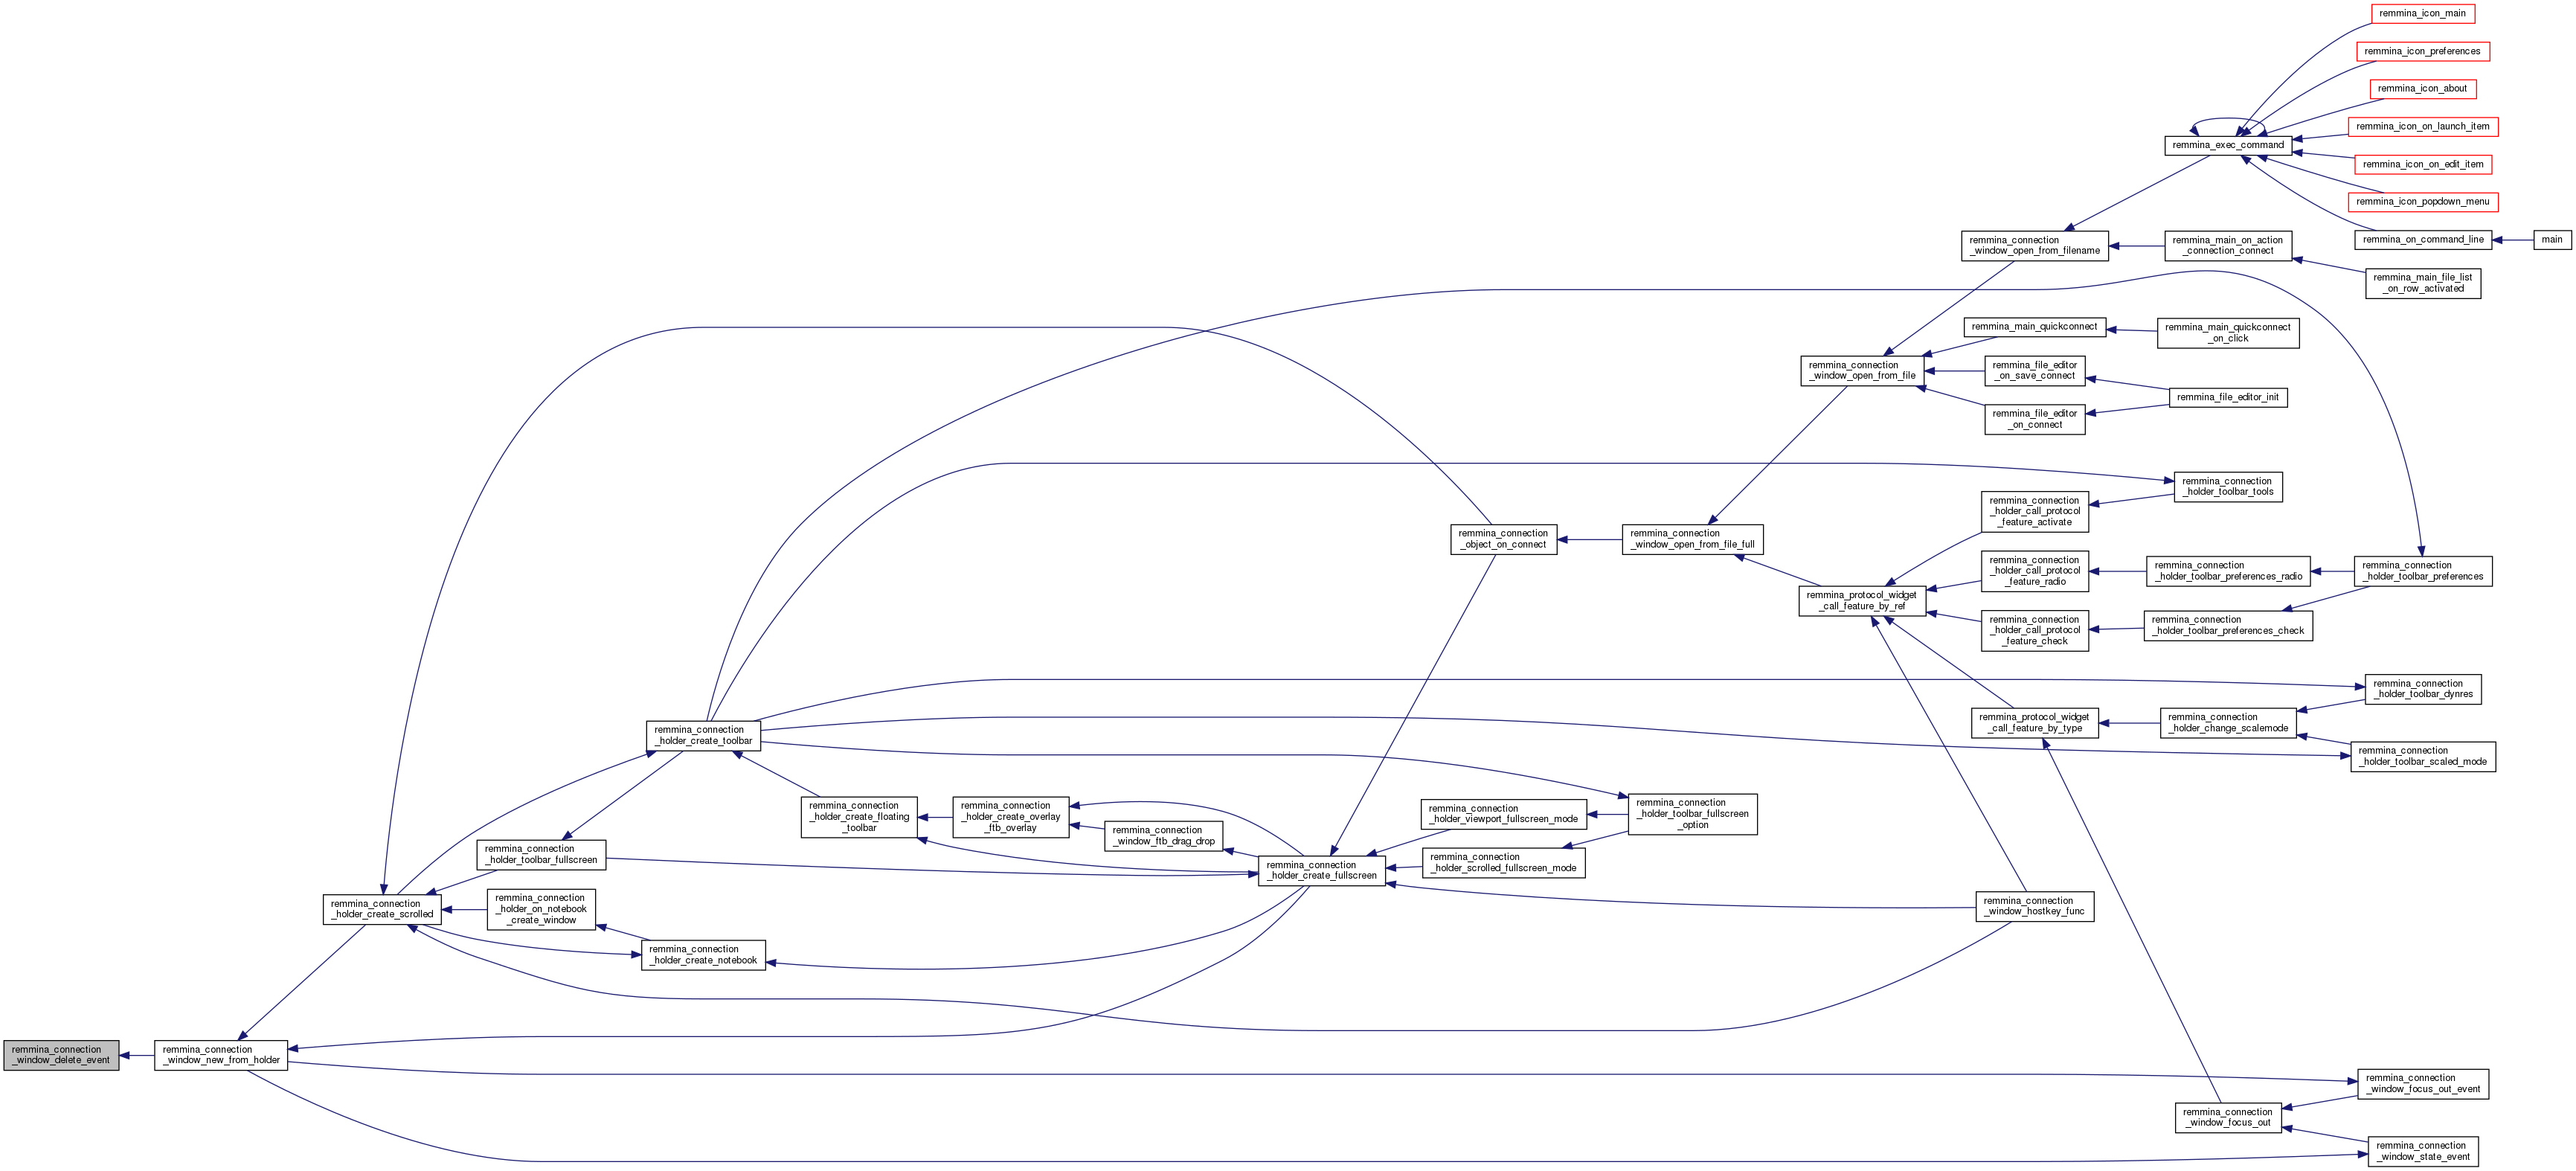 remmina_icon_main
remmina_icon_preferences
remmina_icon_about
remmina_icon_on_launch_item
remmina_exec_command
remmina_icon_on_edit_item
remmina_icon_popdown_menu
remmina_connection
_window_open_from_filename
remmina_main_on_action
_connection_connect
remmina_on_command_line
main
remmina_main_file_list
_on_row_activated
remmina_main_quickconnect
remmina_main_quickconnect
_on_click
remmina_connection
_window_open_from_file
remmina_file_editor
_on_save_connect
remmina_file_editor_init
remmina_file_editor
_on_connect
remmina_connection
_holder_toolbar_tools
remmina_connection
_holder_call_protocol
_feature_activate
remmina_connection
_object_on_connect
remmina_connection
_window_open_from_file_full
remmina_connection
_holder_call_protocol
_feature_radio
remmina_connection
_holder_toolbar_preferences_radio
remmina_connection
_holder_toolbar_preferences
remmina_protocol_widget
_call_feature_by_ref
remmina_connection
_holder_call_protocol
_feature_check
remmina_connection
_holder_toolbar_preferences_check
remmina_connection
_holder_toolbar_dynres
remmina_connection
_holder_create_toolbar
remmina_protocol_widget
_call_feature_by_type
remmina_connection
_holder_change_scalemode
remmina_connection
_holder_toolbar_scaled_mode
remmina_connection
_holder_create_floating
_toolbar
remmina_connection
_holder_create_overlay
_ftb_overlay
remmina_connection
_window_ftb_drag_drop
remmina_connection
_holder_viewport_fullscreen_mode
remmina_connection
_holder_toolbar_fullscreen
_option
remmina_connection
_holder_toolbar_fullscreen
remmina_connection
_holder_create_fullscreen
remmina_connection
_holder_scrolled_fullscreen_mode
remmina_connection
_holder_create_scrolled
remmina_connection
_holder_on_notebook
_create_window
remmina_connection
_window_hostkey_func
remmina_connection
_holder_create_notebook
remmina_connection
_window_delete_event
remmina_connection
_window_new_from_holder
remmina_connection
_window_focus_out_event
remmina_connection
_window_focus_out
remmina_connection
_window_state_event